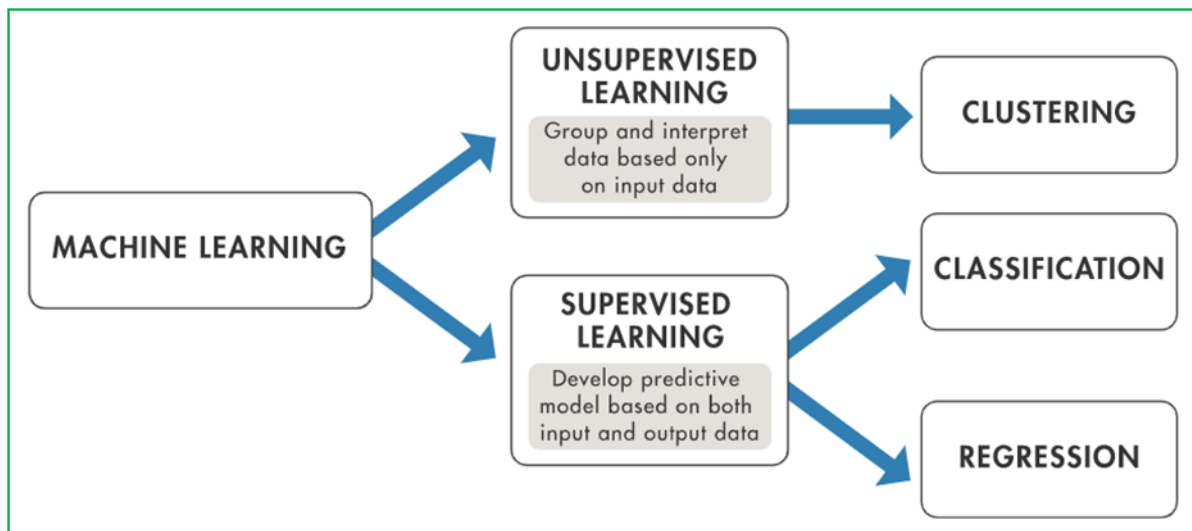 MACHINE LEARNING
UNSUPERVISED
LEARNING
Group and interpret
data based only
on input data
SUPERVISED
LEARNING
Develop predictive
model based on both
input and output data
CLUSTERING
CLASSIFICATION
REGRESSION